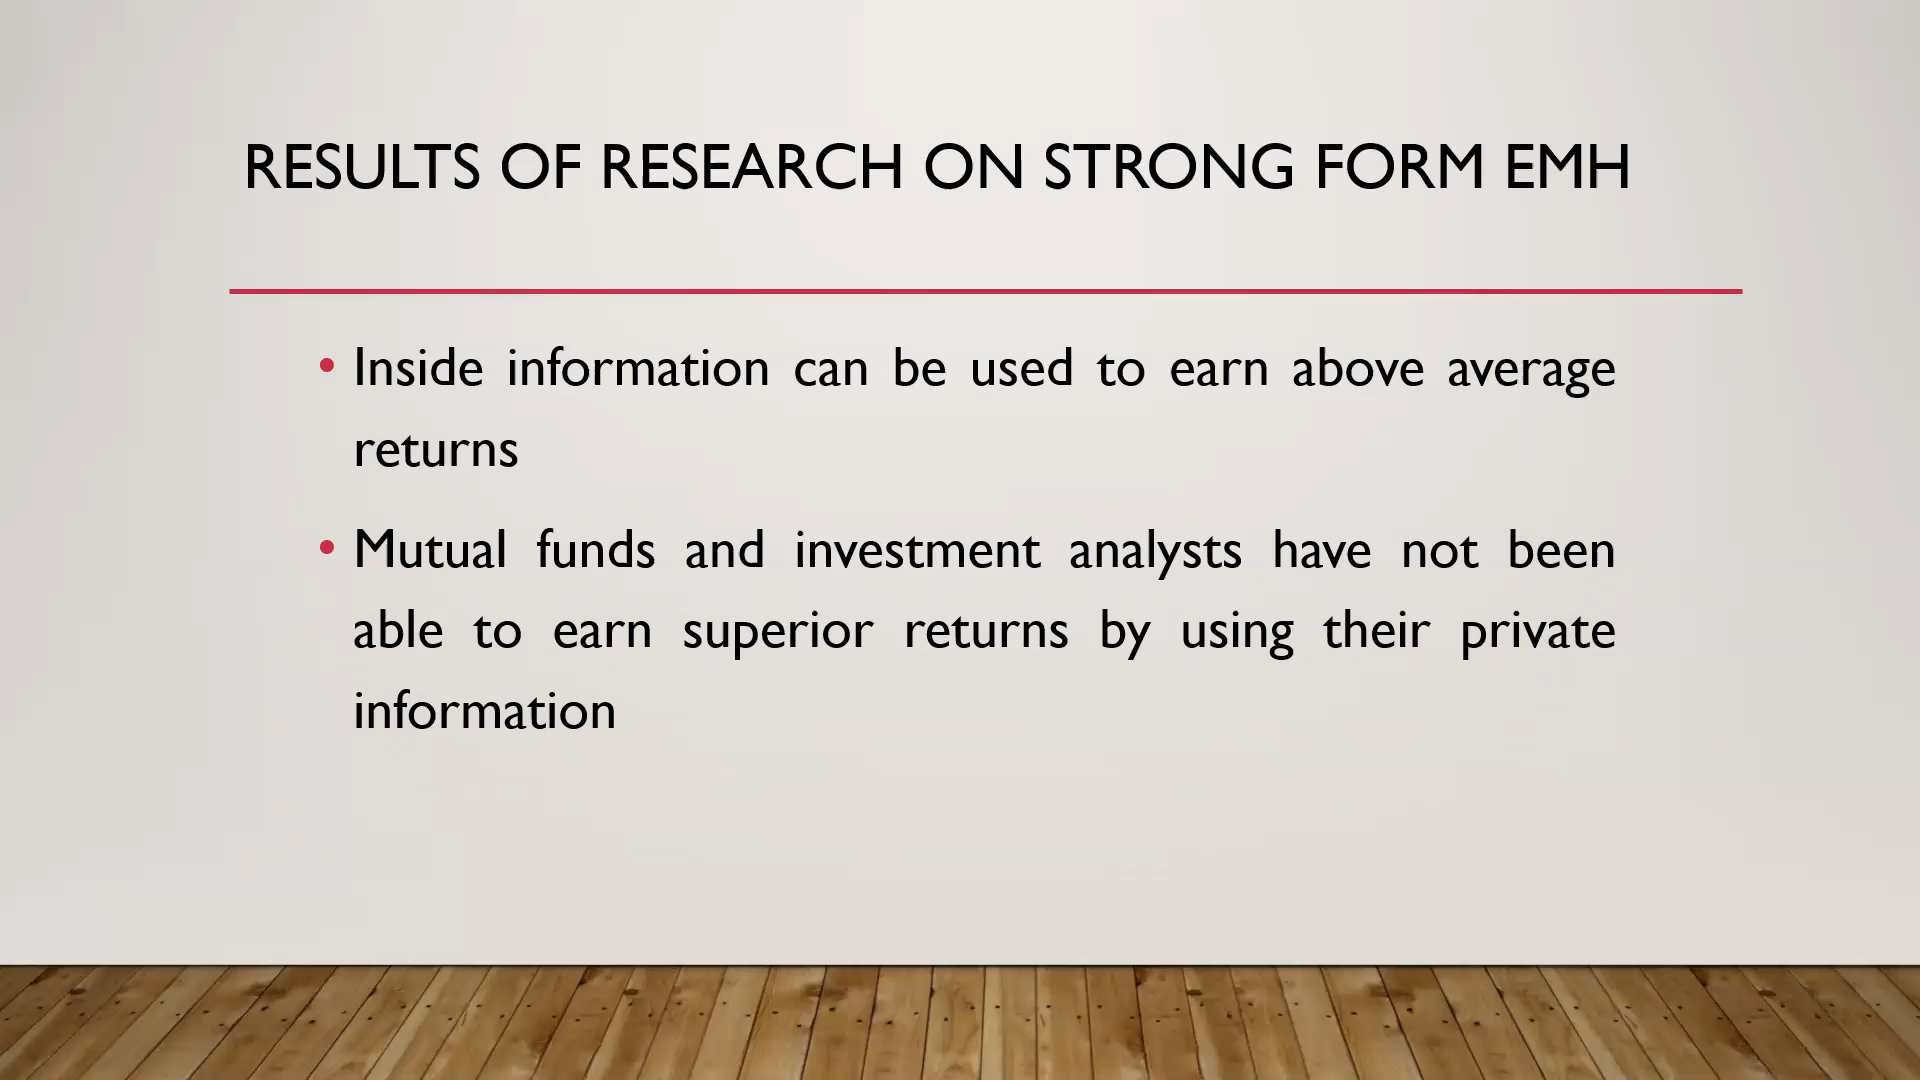 RESULTS OF RESEARCH ON STRONG FORM EMH
• Inside information can be used to earn above average
returns
• Mutual funds and investment analysts have not been
able to earn superior returns by using their private
information